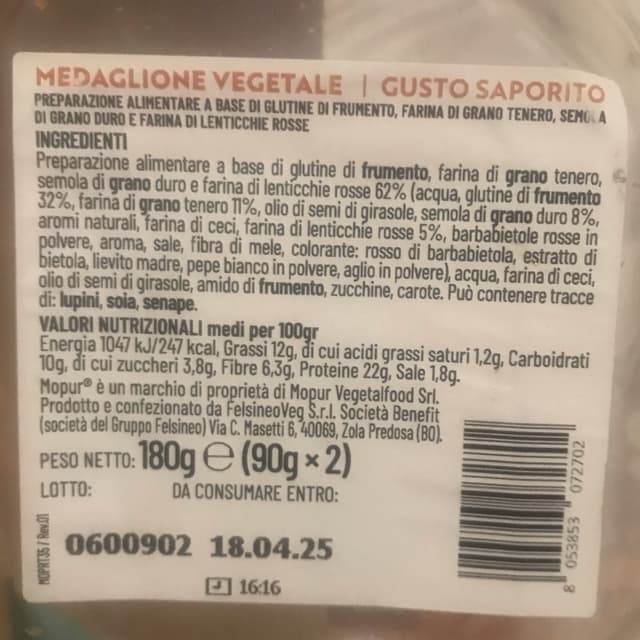 MEDAGLIONE VEGETALE | GUSTO SAPORITO
PREPARAZIONE ALIMENTARE A BASE DI GLUTINE DI FRUMENTO, FARINA DI GRANO TENERO, SEMOLA
DI GRANO DURO E FARINA DI LENTICCHIE ROSSE
INGREDIENTI
Preparazione alimentare a base di glutine di frumento, farina di grano tenero,
semola di grano duro e farina di lenticchie rosse 62% (acqua, glutine di frumento
32%, farina di grano tenero 11%, olio di semi di girasole, semola di grano duro 8%,
aromi naturali, farina di ceci, farina di lenticchie rosse 5%, barbabietole rosse in
polvere, aroma, sale, fibra di mele, colorante: rosso di barbabietola, estratto di
bietola, lievito madre, pepe bianco in polvere, aglio in polvere), acqua, farina di ceci,
olio di semi di girasole, amido di frumento, zucchine, carote. Può contenere tracce
di: lupini, soia, senape.
VALORI NUTRIZIONALI medi per 100gr
Energia 1047 kJ/247 kcal, Grassi 12g, di cui acidi grassi saturi 1,2g, Carboidrati
10g, di cui zuccheri 3,8g, Fibre 6,3g, Proteine 22g, Sale 1,8g.
Mopur® è un marchio di proprietà di Mopur Vegetalfood Srl.
Prodotto e confezionato da FelsineoVeg S.r.l. Società Benefit
(società del Gruppo Felsineo) Via C. Masetti 6, 40069, Zola Predosa (BO).
PESO NETTO: 180g ℮ (90g × 2)
LOTTO: DA CONSUMARE ENTRO:
0600902 18.04.25
16:16
MOPRT35 / Rev.01
8 053853 072702